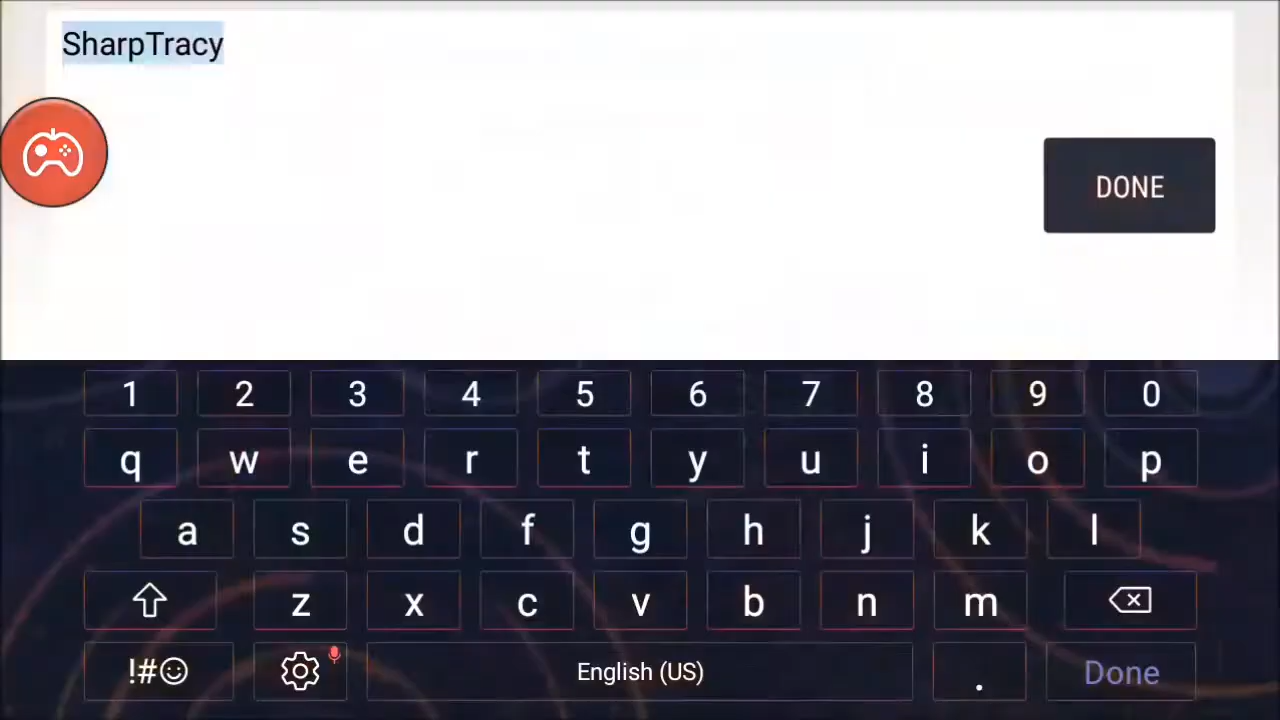 SharpTracy
DONE
1 2 3 4 5 6 7 8 9 0
q w e r t y u i o p
a s d f g h j k l
z x c v b n m
!#☺ English (US) . Done